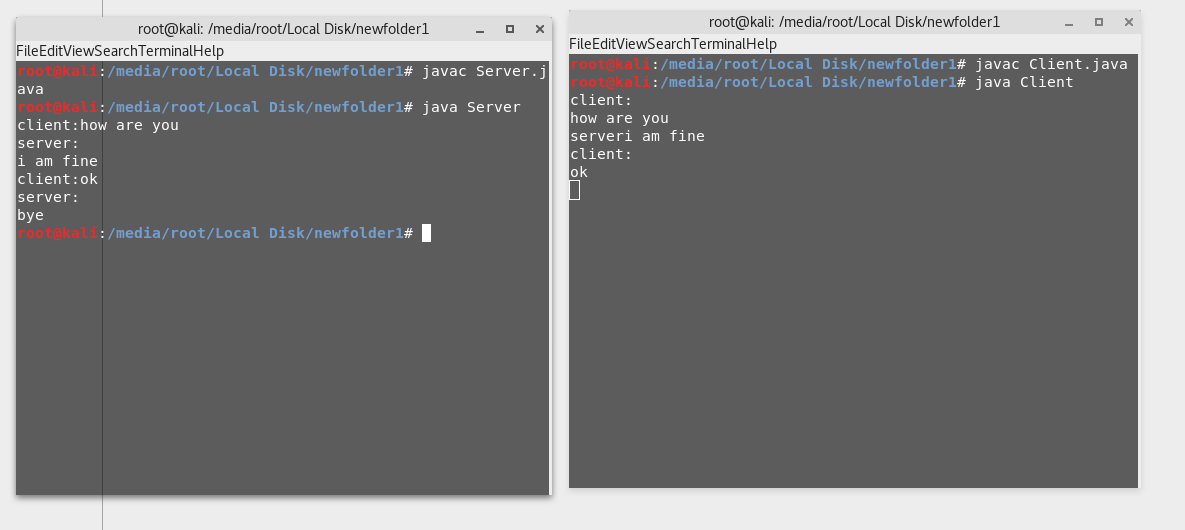 root@kali: /media/root/Local Disk/newfolder1
FileEditViewSearchTerminalHelp
root@kali:/media/root/Local Disk/newfolder1# javac Server.j
ava
root@kali:/media/root/Local Disk/newfolder1# java Server
client:how are you
server:
i am fine
client:ok
server:
bye
root@kali:/media/root/Local Disk/newfolder1#
root@kali: /media/root/Local Disk/newfolder1
FileEditViewSearchTerminalHelp
root@kali:/media/root/Local Disk/newfolder1# javac Client.java
root@kali:/media/root/Local Disk/newfolder1# java Client
client:
how are you
serveri am fine
client:
ok